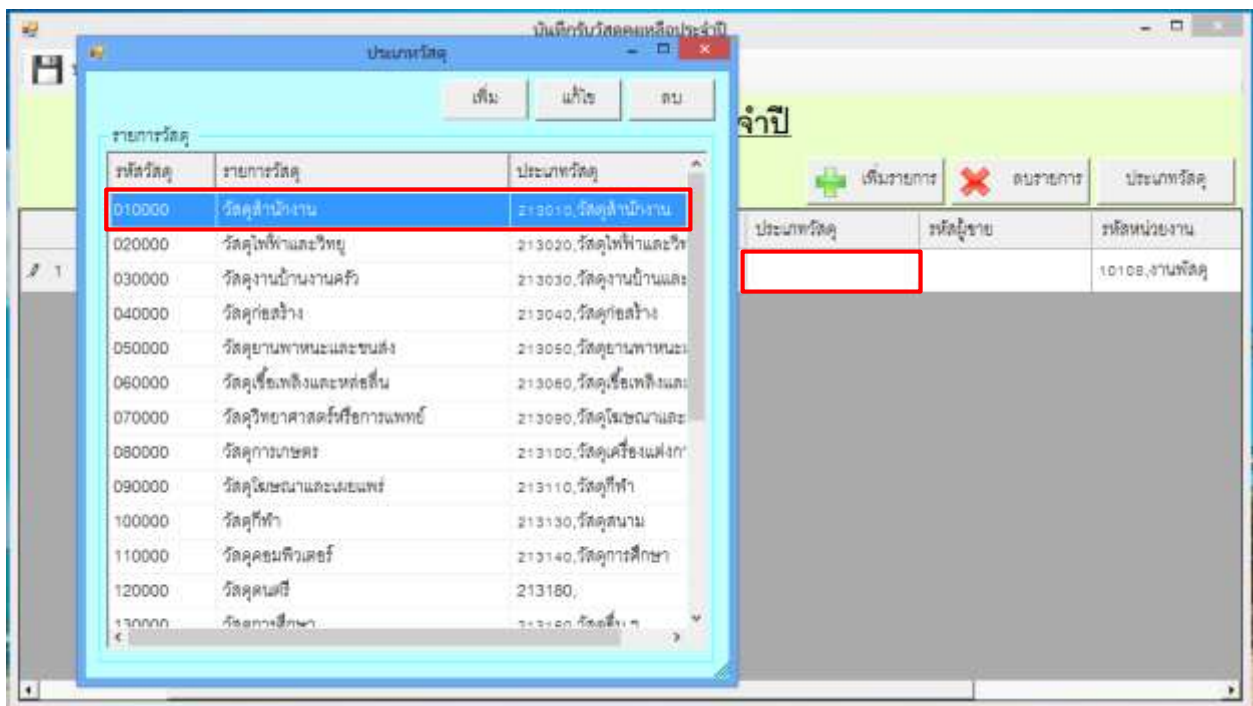 บันทึกรับวัสดุคงเหลือประจำปี
ประเภทวัสดุ
เพิ่ม แก้ไข ลบ
จำปี
รายการวัสดุ
เพิ่มรายการ ลบรายการ ประเภทวัสดุ
รหัสวัสดุ รายการวัสดุ ประเภทวัสดุ
ประเภทวัสดุ รหัสผู้ขาย รหัสหน่วยงาน
1 10108,งานพัสดุ
010000 วัสดุสำนักงาน 213010,วัสดุสำนักงาน
020000 วัสดุไฟฟ้าและวิทยุ 213020,วัสดุไฟฟ้าและวิท
030000 วัสดุงานบ้านงานครัว 213030,วัสดุงานบ้านและ
040000 วัสดุก่อสร้าง 213040,วัสดุก่อสร้าง
050000 วัสดุยานพาหนะและขนส่ง 213050,วัสดุยานพาหนะแ
060000 วัสดุเชื้อเพลิงและหล่อลื่น 213060,วัสดุเชื้อเพลิงและ
070000 วัสดุวิทยาศาสตร์หรือการแพทย์ 213090,วัสดุโฆษณาและ
080000 วัสดุการเกษตร 213100,วัสดุเครื่องแต่งกา
090000 วัสดุโฆษณาและเผยแพร่ 213110,วัสดุกีฬา
100000 วัสดุกีฬา 213130,วัสดุสนาม
110000 วัสดุคอมพิวเตอร์ 213140,วัสดุการศึกษา
120000 วัสดุดนตรี 213160,
130000 วัสดุการศึกษา วัสดุอื่น ๆ